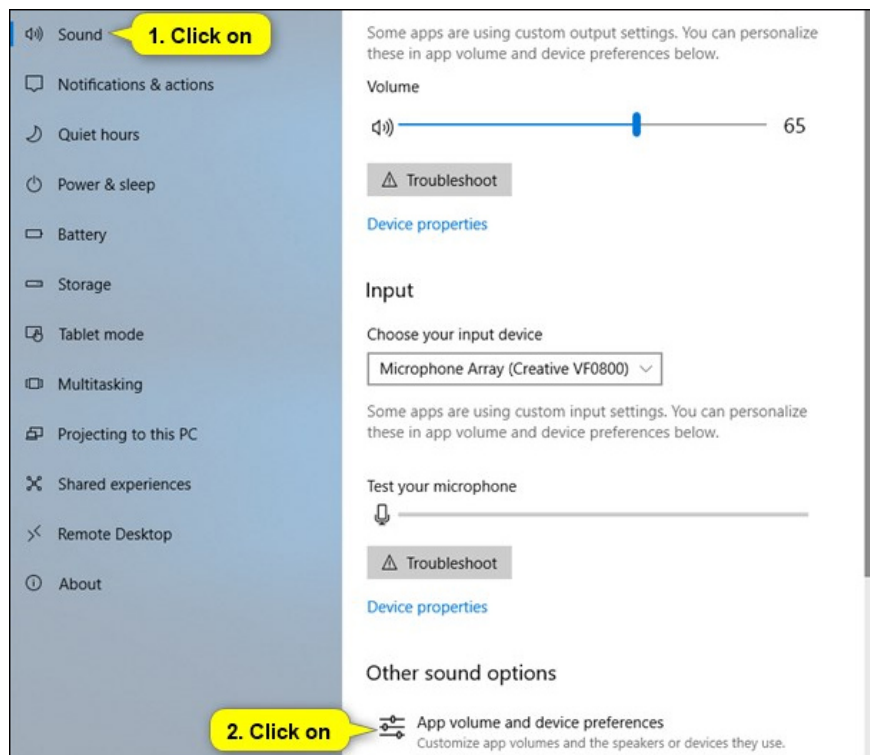 Sound
1. Click on
Notifications & actions
Quiet hours
Power & sleep
Battery
Storage
Tablet mode
Multitasking
Projecting to this PC
Shared experiences
Remote Desktop
About
Some apps are using custom output settings. You can personalize
these in app volume and device preferences below.
Volume
65
Troubleshoot
Device properties
Input
Choose your input device
Microphone Array (Creative VF0800)
Some apps are using custom input settings. You can personalize
these in app volume and device preferences below.
Test your microphone
Troubleshoot
Device properties
Other sound options
2. Click on
App volume and device preferences
Customize app volumes and the speakers or devices they use.